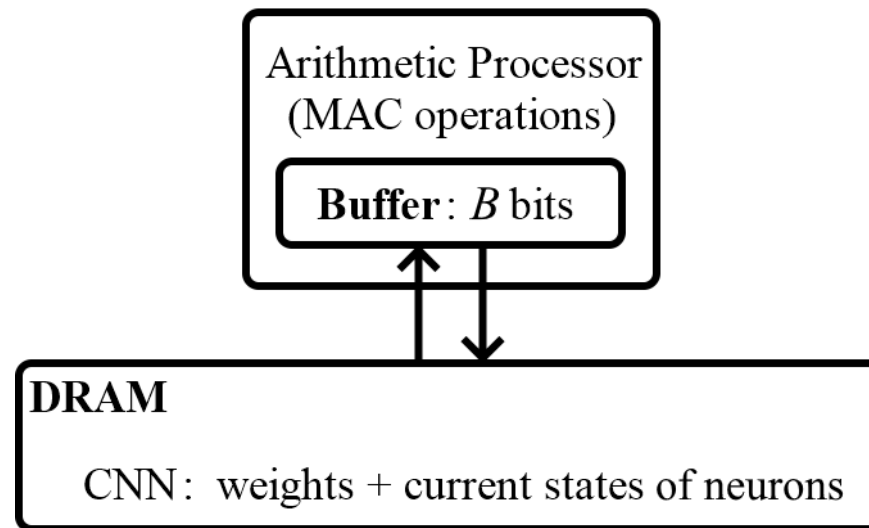 Arithmetic Processor
(MAC operations)
Buffer: B bits
DRAM
CNN: weights + current states of neurons